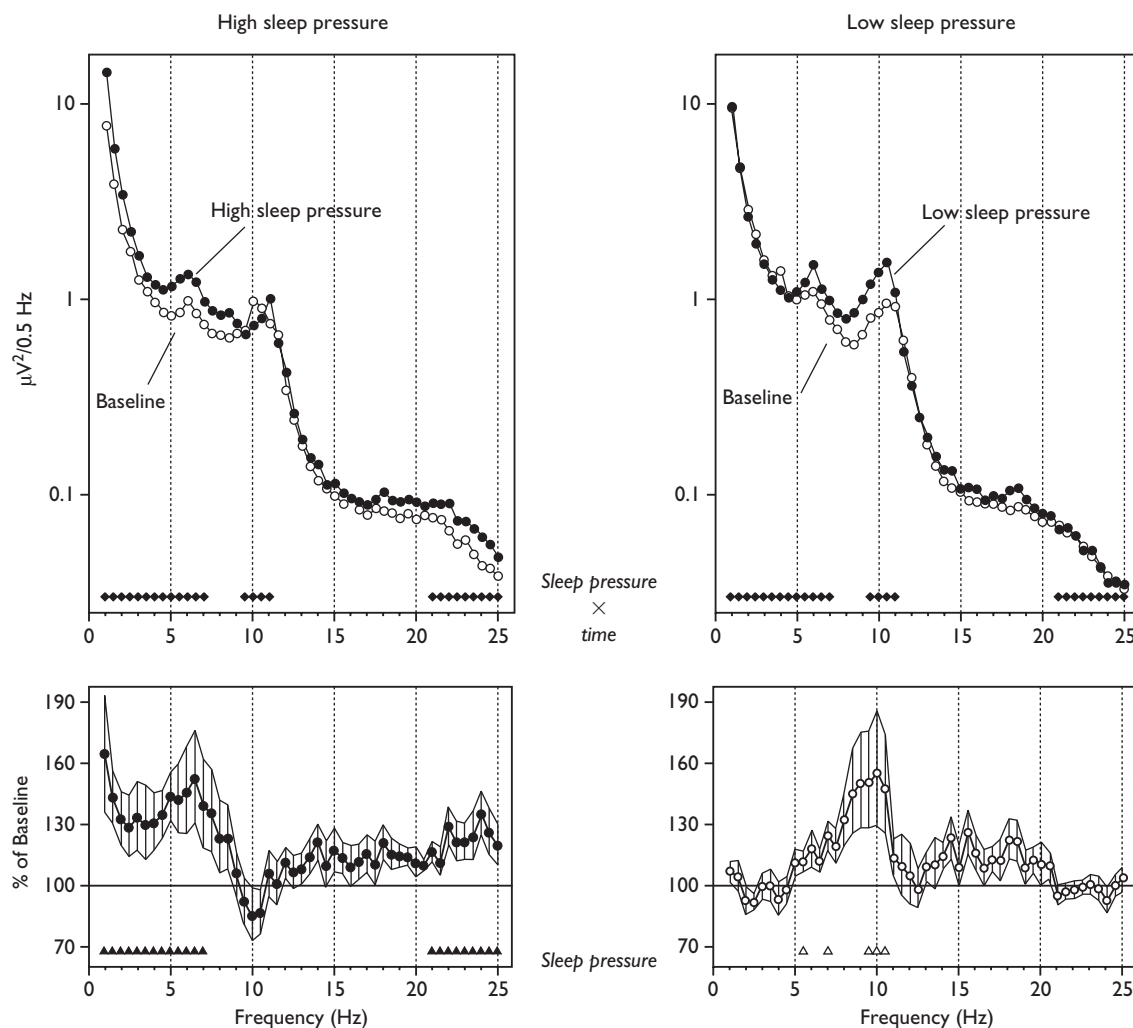 High sleep pressure
Low sleep pressure
10
1
0.1
µV²/0.5 Hz
High sleep pressure
Baseline
0 5 10 15 20 25
Sleep pressure
×
time
10
1
0.1
Low sleep pressure
Baseline
0 5 10 15 20 25
190
160
130
100
70
% of Baseline
0 5 10 15 20 25
Frequency (Hz)
Sleep pressure
190
160
130
100
70
0 5 10 15 20 25
Frequency (Hz)